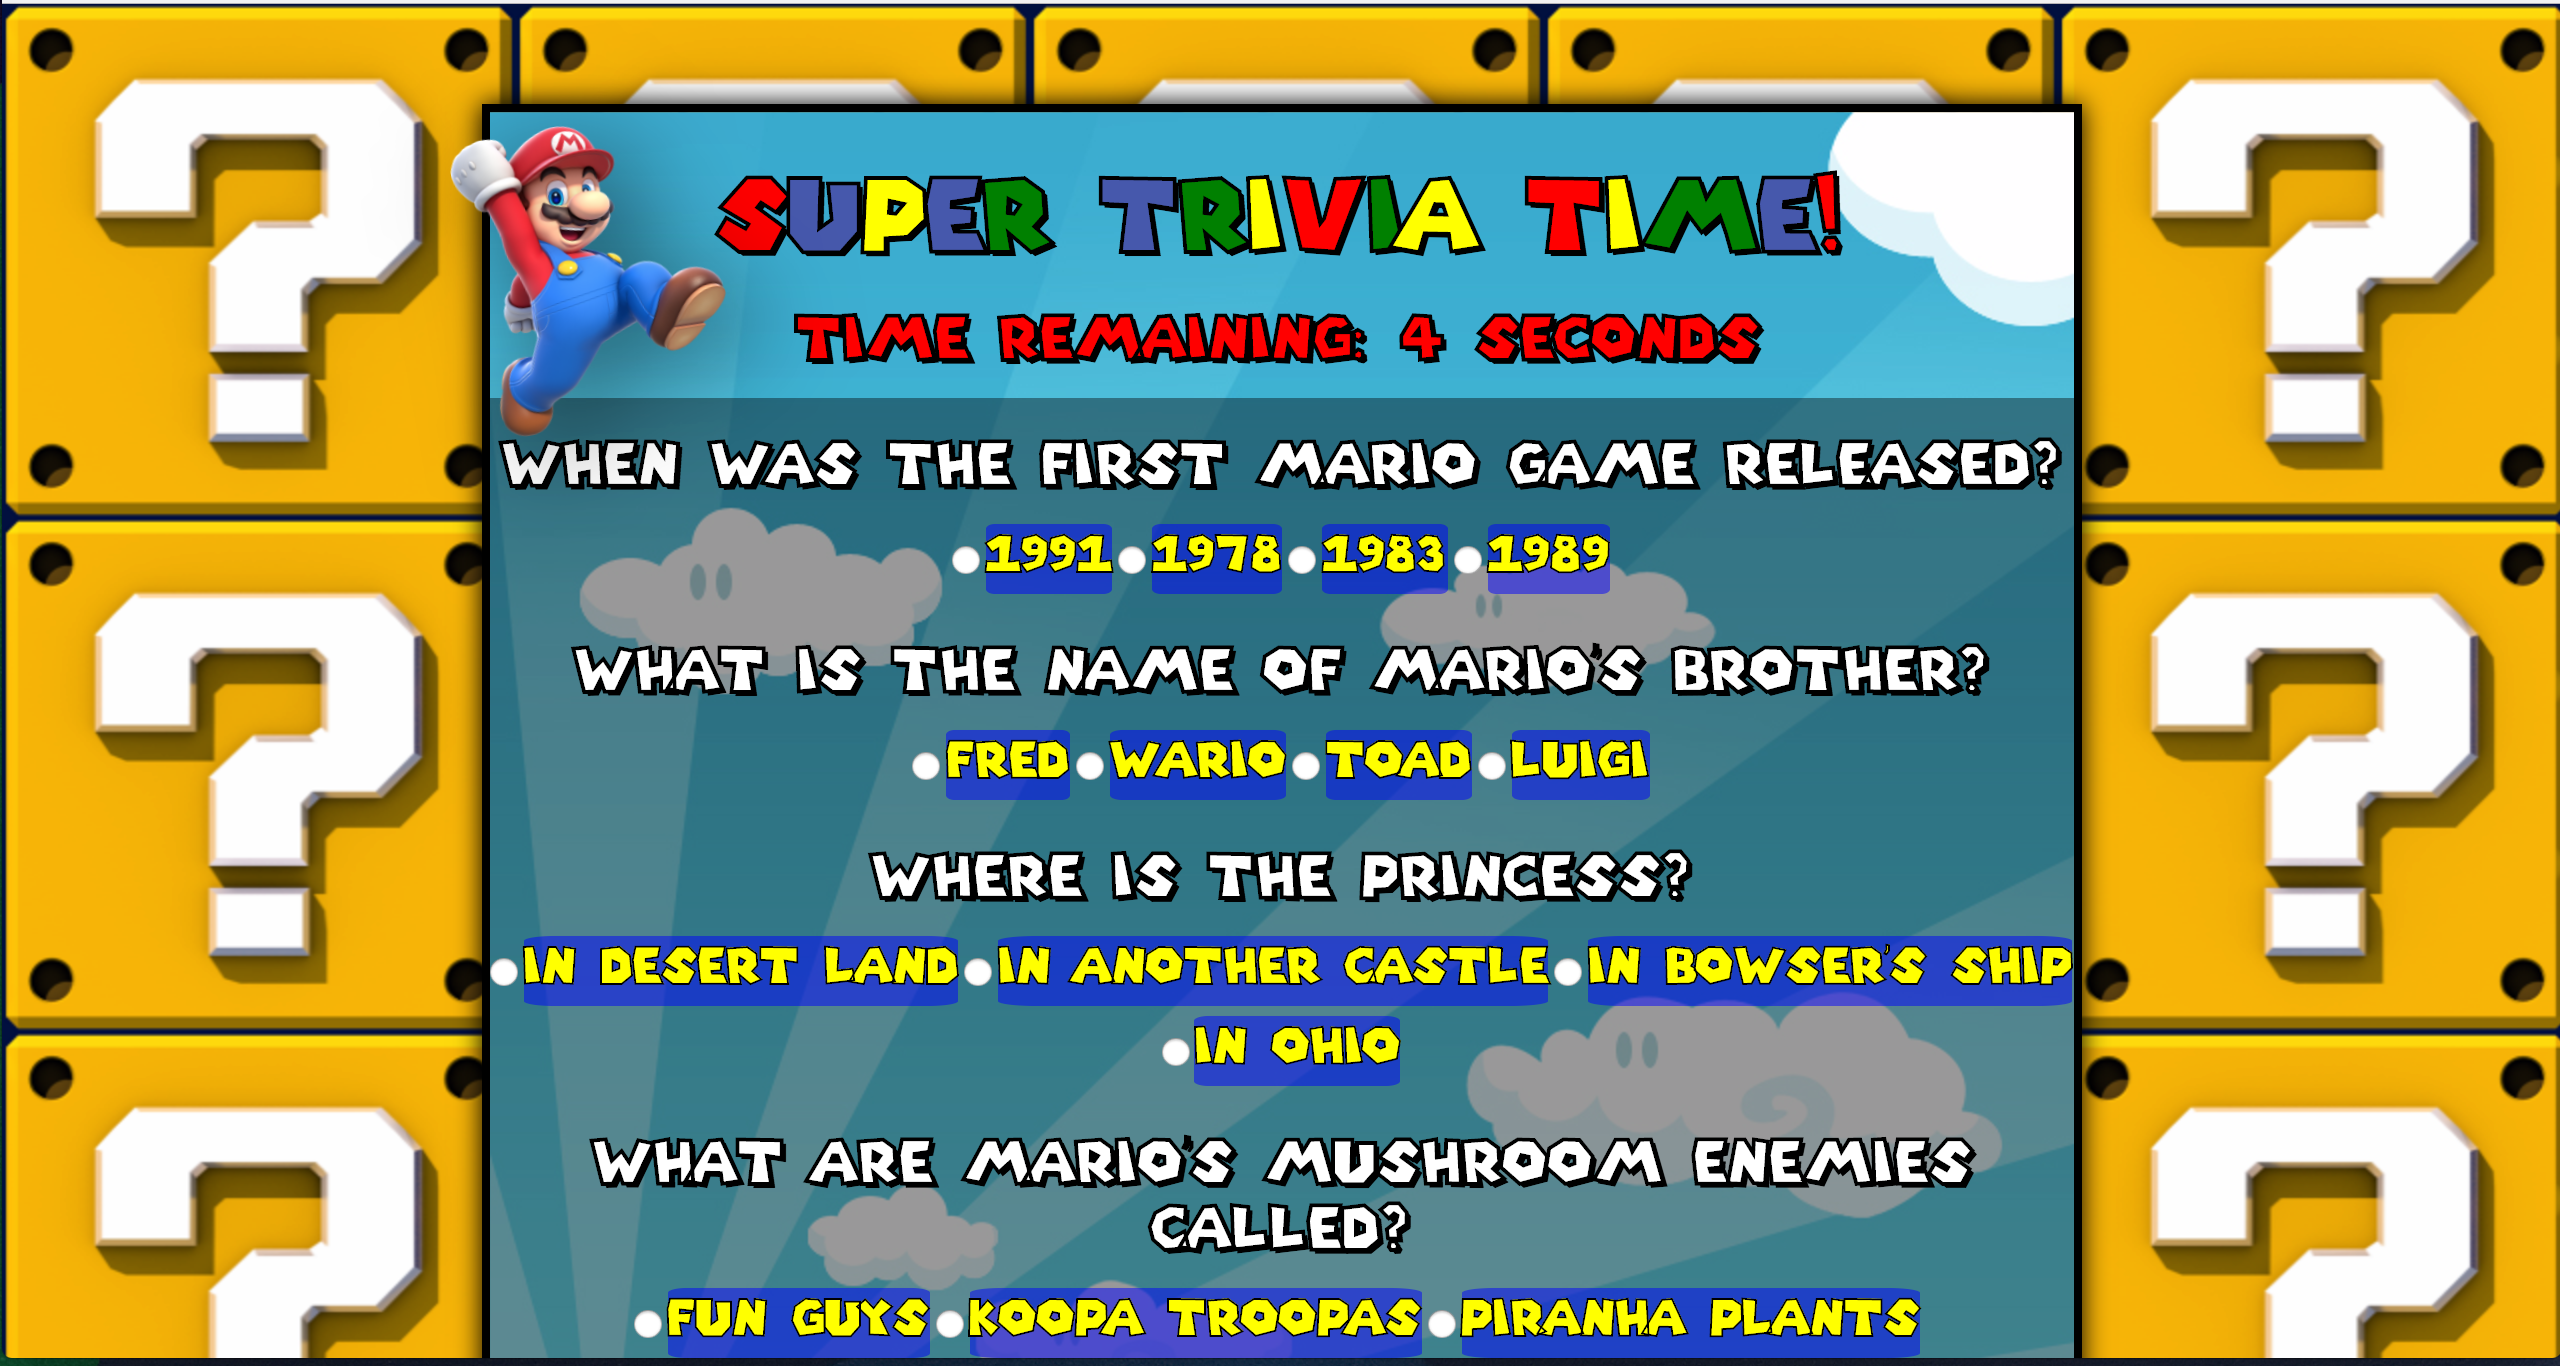 SUPER TRIVIA TIME!
TIME REMAINING: 4 SECONDS
WHEN WAS THE FIRST MARIO GAME RELEASED?
1991 1978 1983 1989
WHAT IS THE NAME OF MARIO'S BROTHER?
FRED WARIO TOAD LUIGI
WHERE IS THE PRINCESS?
IN DESERT LAND IN ANOTHER CASTLE IN BOWSER'S SHIP
IN OHIO
WHAT ARE MARIO'S MUSHROOM ENEMIES
CALLED?
FUN GUYS KOOPA TROOPAS PIRANHA PLANTS